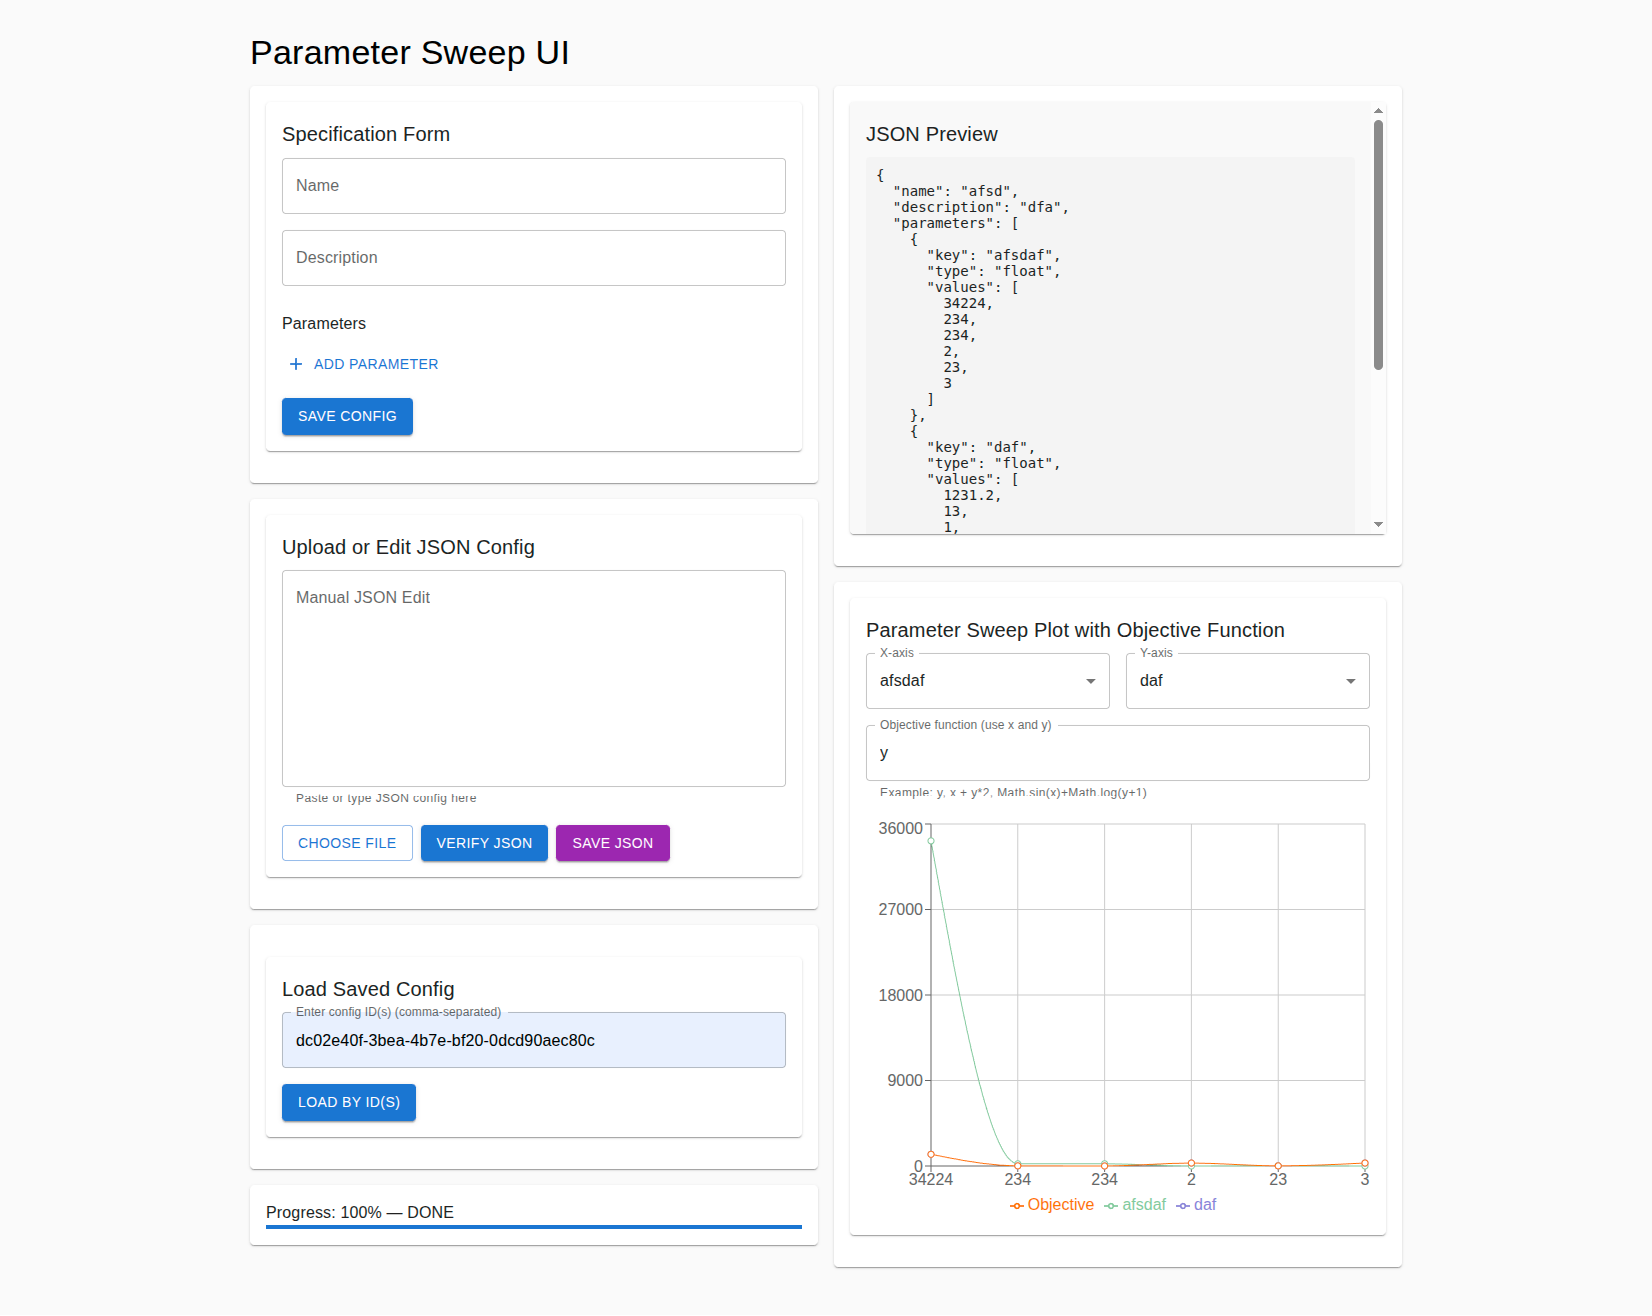 Parameter Sweep UI
Specification Form
Name
Description
Parameters
ADD PARAMETER
SAVE CONFIG
Upload or Edit JSON Config
Manual JSON Edit
Paste or type JSON config here
CHOOSE FILE
VERIFY JSON
SAVE JSON
Load Saved Config
Enter config ID(s) (comma-separated)
dc02e40f-3bea-4b7e-bf20-0dcd90aec80c
LOAD BY ID(S)
Progress: 100% — DONE
JSON Preview
{
  "name": "afsd",
  "description": "dfa",
  "parameters": [
    {
      "key": "afsdaf",
      "type": "float",
      "values": [
        34224,
        234,
        234,
        2,
        23,
        3
      ]
    },
    {
      "key": "daf",
      "type": "float",
      "values": [
        1231.2,
        13,
        1,
Parameter Sweep Plot with Objective Function
X-axis
afsdaf
Y-axis
daf
Objective function (use x and y)
y
Example: y, x + y*2, Math.sin(x)+Math.log(y+1)
36000
27000
18000
9000
0
34224 234 234 2 23 3
Objective afsdaf daf